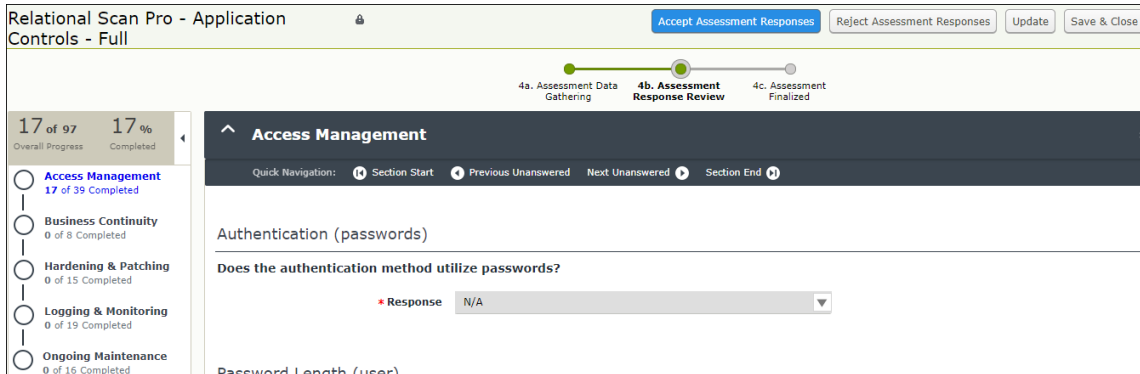 Relational Scan Pro - Application
Controls - Full
Accept Assessment Responses
Reject Assessment Responses
Update
Save & Close
4a. Assessment Data
Gathering
4b. Assessment
Response Review
4c. Assessment
Finalized
17 of 97
Overall Progress
17 %
Completed
Access Management
17 of 39 Completed
Business Continuity
0 of 8 Completed
Hardening & Patching
0 of 15 Completed
Logging & Monitoring
0 of 19 Completed
Ongoing Maintenance
0 of 16 Completed
Access Management
Quick Navigation: Section Start Previous Unanswered Next Unanswered Section End
Authentication (passwords)
Does the authentication method utilize passwords?
* Response N/A
Password Length (user)